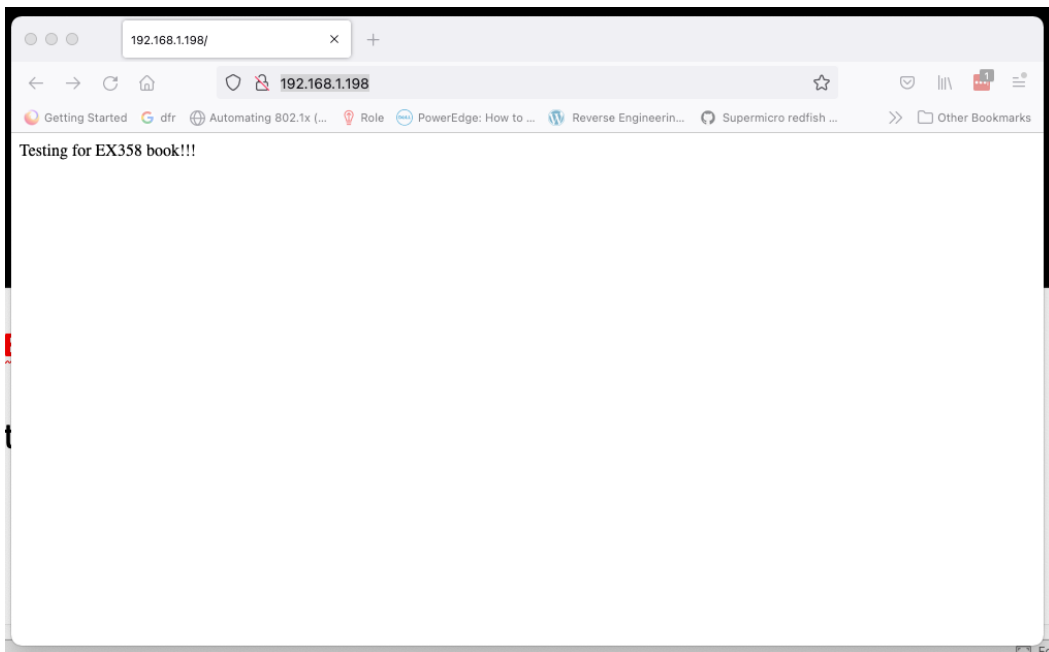 192.168.1.198/
192.168.1.198
1
Getting Started dfr Automating 802.1x (... Role PowerEdge: How to ... Reverse Engineerin... Supermicro redfish ... Other Bookmarks
Testing for EX358 book!!!
t